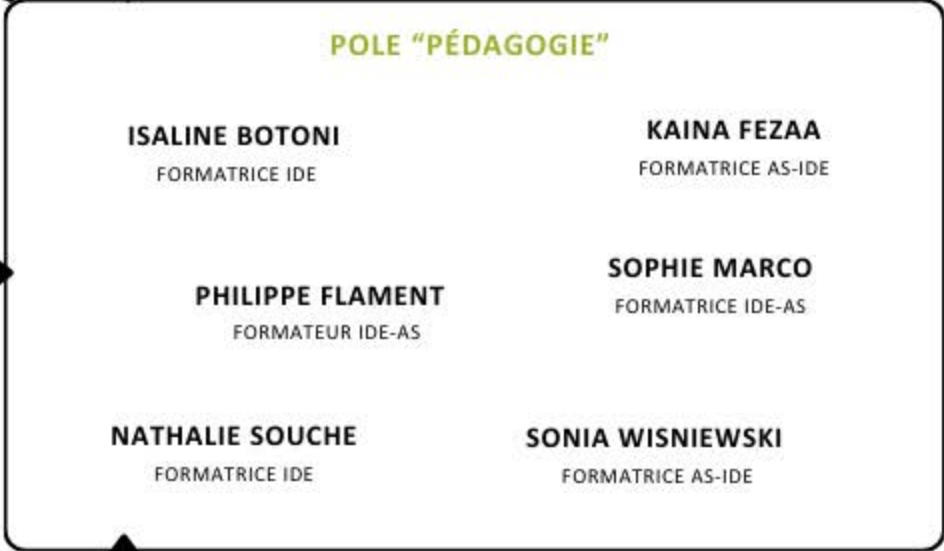 POLE “PÉDAGOGIE”
ISALINE BOTONI
FORMATRICE IDE
KAINA FEZAA
FORMATRICE AS-IDE
PHILIPPE FLAMENT
FORMATEUR IDE-AS
SOPHIE MARCO
FORMATRICE IDE-AS
NATHALIE SOUCHE
FORMATRICE IDE
SONIA WISNIEWSKI
FORMATRICE AS-IDE